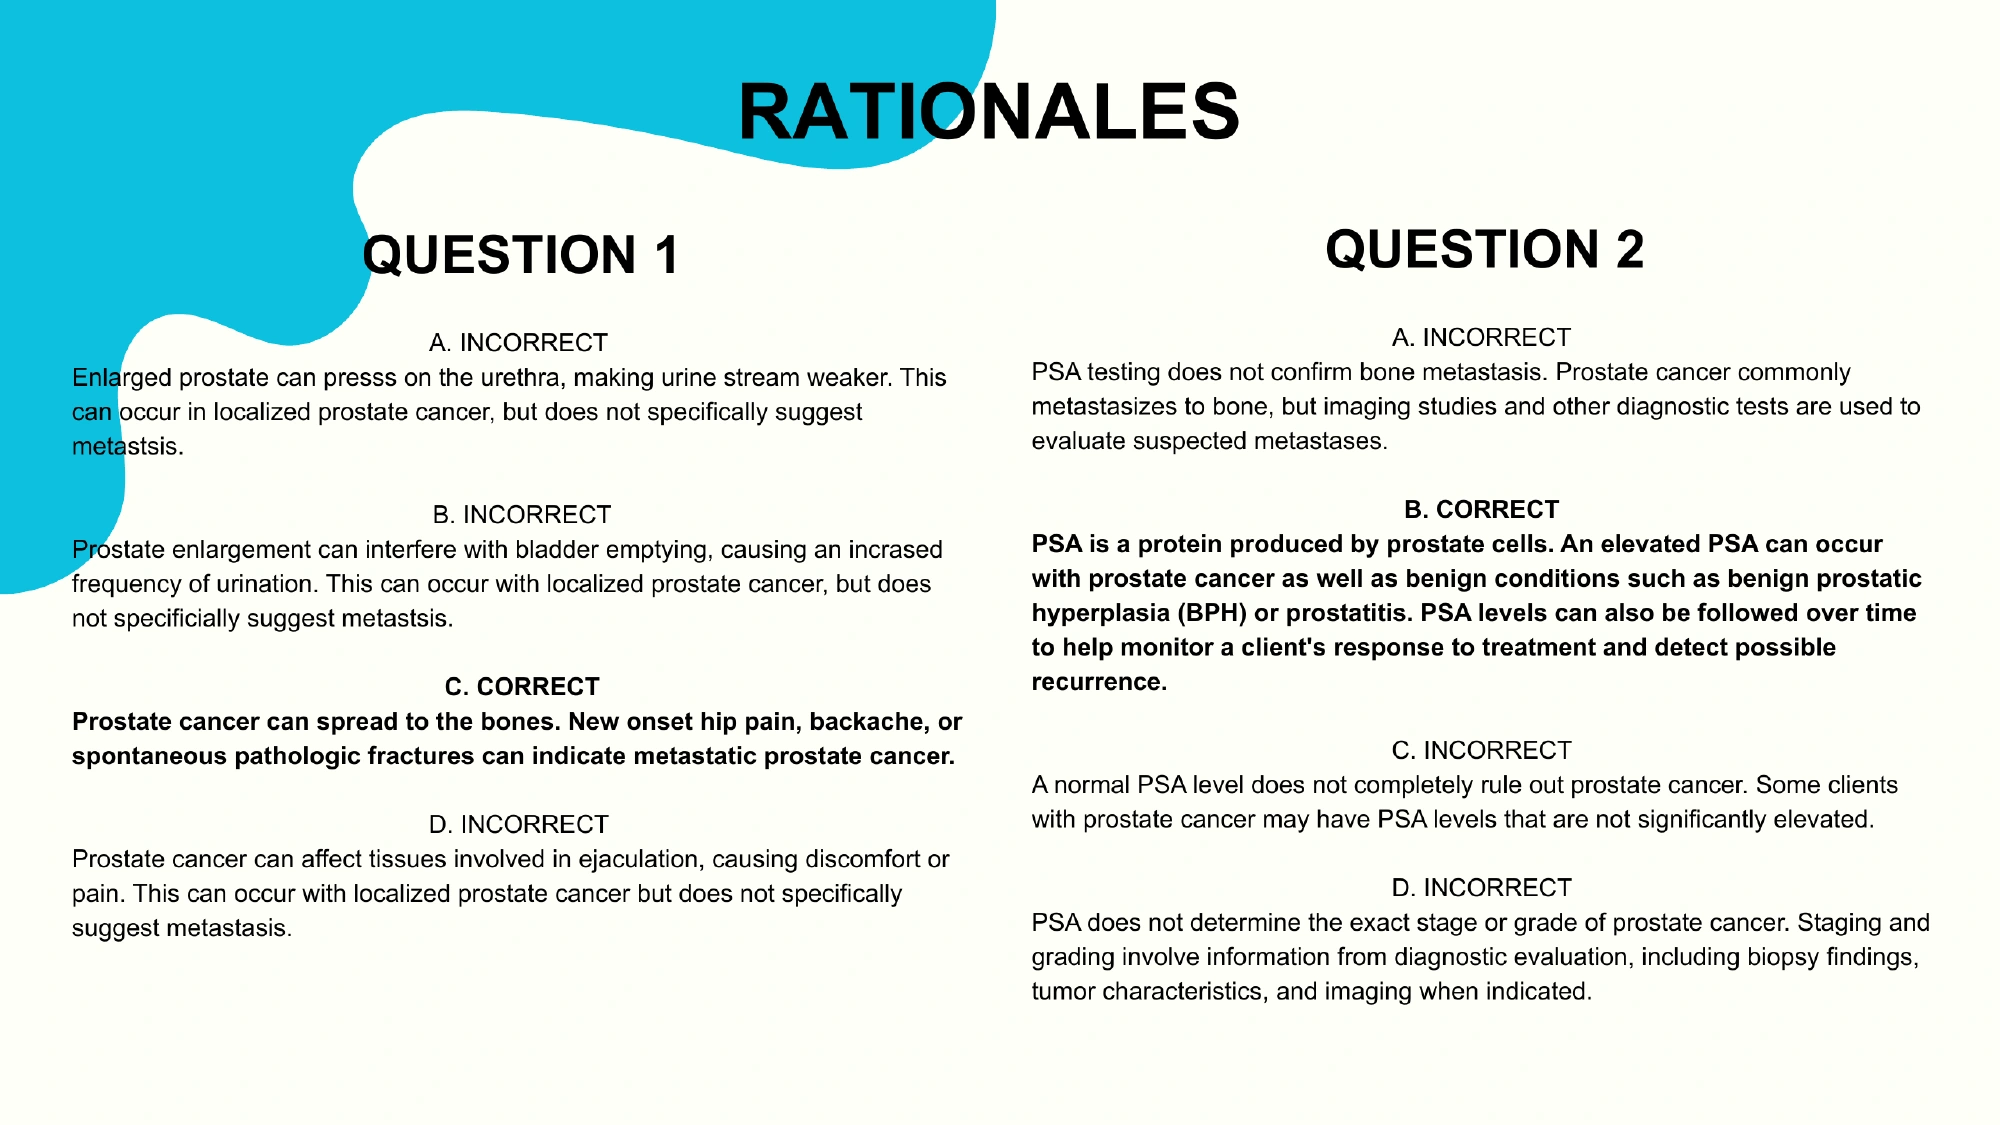 RATIONALES
QUESTION 1
A. INCORRECT
Enlarged prostate can presss on the urethra, making urine stream weaker. This
can occur in localized prostate cancer, but does not specifically suggest
metastsis.
B. INCORRECT
Prostate enlargement can interfere with bladder emptying, causing an incrased
frequency of urination. This can occur with localized prostate cancer, but does
not specificially suggest metastsis.
C. CORRECT
Prostate cancer can spread to the bones. New onset hip pain, backache, or
spontaneous pathologic fractures can indicate metastatic prostate cancer.
D. INCORRECT
Prostate cancer can affect tissues involved in ejaculation, causing discomfort or
pain. This can occur with localized prostate cancer but does not specifically
suggest metastasis.
QUESTION 2
A. INCORRECT
PSA testing does not confirm bone metastasis. Prostate cancer commonly
metastasizes to bone, but imaging studies and other diagnostic tests are used to
evaluate suspected metastases.
B. CORRECT
PSA is a protein produced by prostate cells. An elevated PSA can occur
with prostate cancer as well as benign conditions such as benign prostatic
hyperplasia (BPH) or prostatitis. PSA levels can also be followed over time
to help monitor a client's response to treatment and detect possible
recurrence.
C. INCORRECT
A normal PSA level does not completely rule out prostate cancer. Some clients
with prostate cancer may have PSA levels that are not significantly elevated.
D. INCORRECT
PSA does not determine the exact stage or grade of prostate cancer. Staging and
grading involve information from diagnostic evaluation, including biopsy findings,
tumor characteristics, and imaging when indicated.